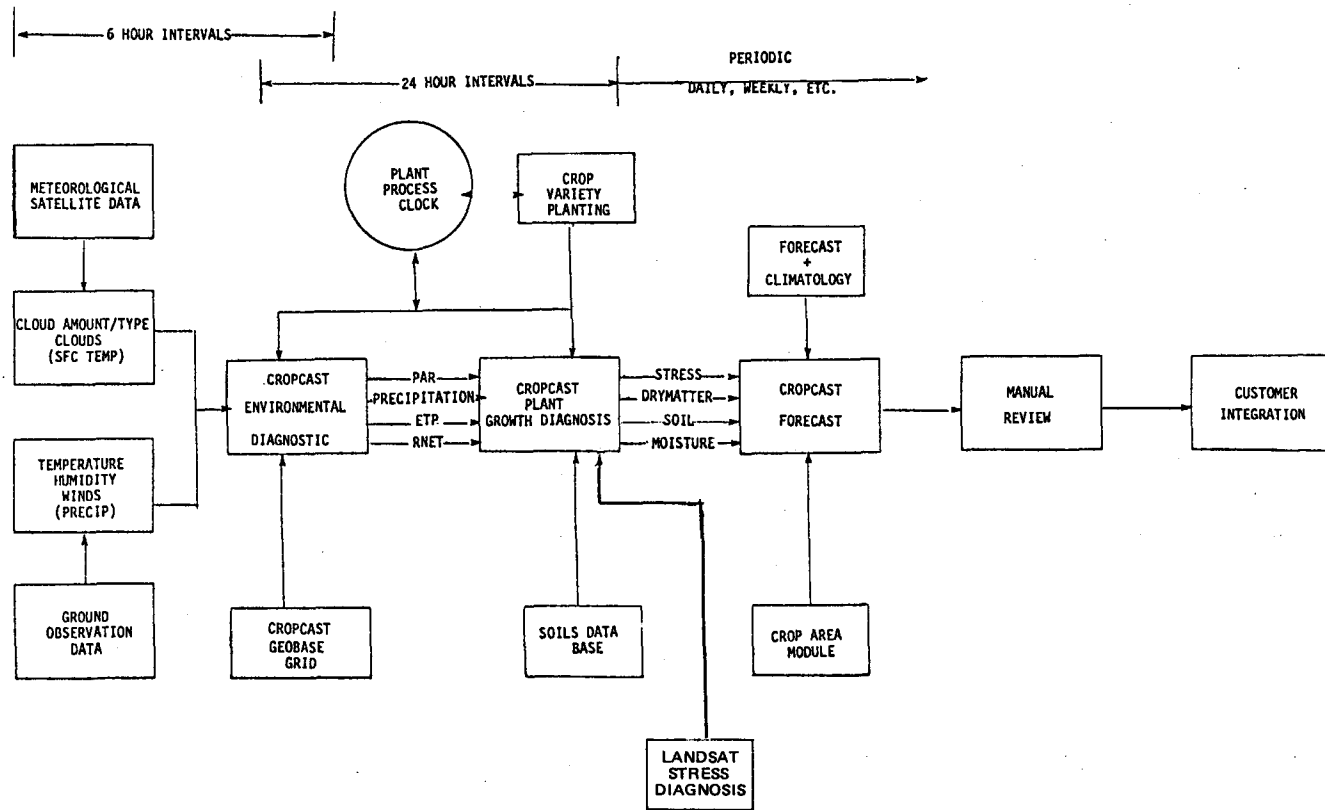 6 HOUR INTERVALS
24 HOUR INTERVALS
PERIODIC
DAILY, WEEKLY, ETC.
METEOROLOGICAL
SATELLITE DATA
PLANT
PROCESS
CLOCK
CROP
VARIETY
PLANTING
FORECAST
+
CLIMATOLOGY
CLOUD AMOUNT/TYPE
CLOUDS
(SFC TEMP)
CROPCAST
ENVIRONMENTAL
DIAGNOSTIC
PAR
PRECIPITATION
ETP
RNET
CROPCAST
PLANT
GROWTH DIAGNOSIS
STRESS
DRYMATTER
SOIL
MOISTURE
CROPCAST
FORECAST
MANUAL
REVIEW
CUSTOMER
INTEGRATION
TEMPERATURE
HUMIDITY
WINDS
(PRECIP)
GROUND
OBSERVATION
DATA
CROPCAST
GEOBASE
GRID
SOILS DATA
BASE
CROP AREA
MODULE
LANDSAT
STRESS
DIAGNOSIS